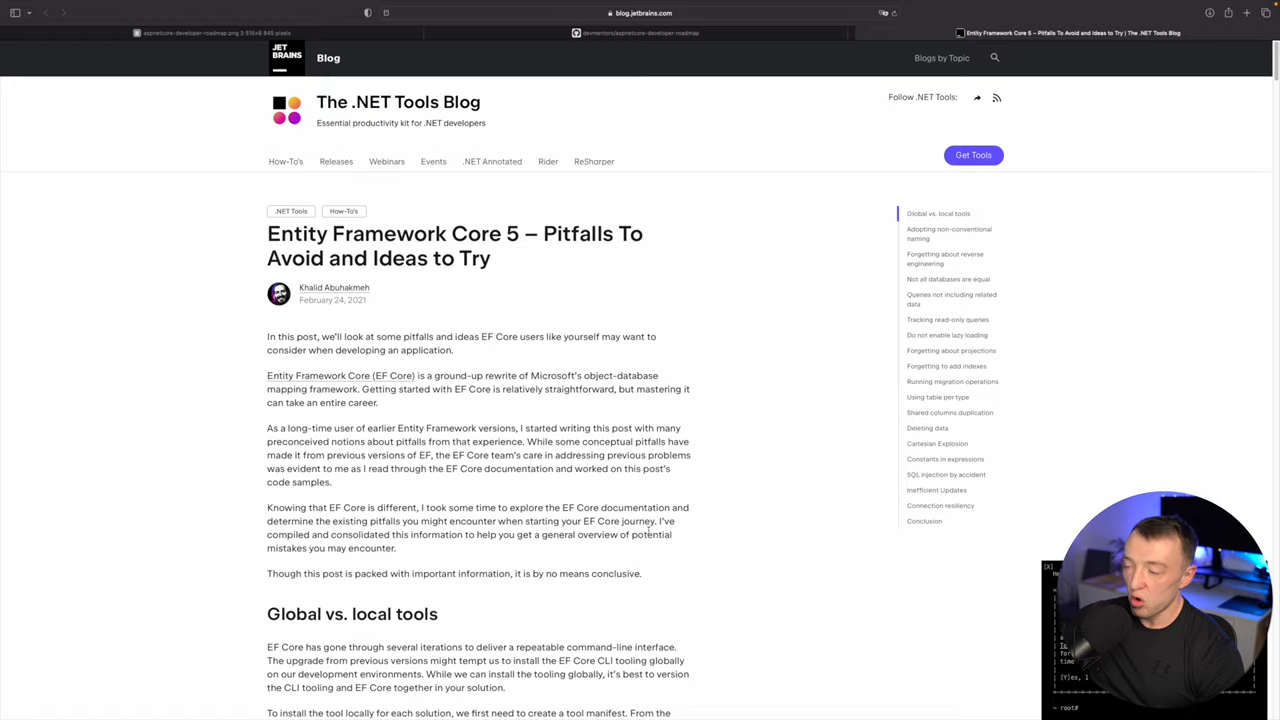 blog.jetbrains.com
aspnetcore-developer-roadmap.png 3 515×8 845 pixels
devmentors/aspnetcore-developer-roadmap
Entity Framework Core 5 – Pitfalls To Avoid and Ideas to Try | The .NET Tools Blog
JET
BRAINS
Blog
Blogs by Topic
The .NET Tools Blog
Essential productivity kit for .NET developers
Follow .NET Tools:
How-To's Releases Webinars Events .NET Annotated Rider ReSharper
Get Tools
.NET Tools How-To's
Entity Framework Core 5 – Pitfalls To
Avoid and Ideas to Try
Khalid Abuhakmeh
February 24, 2021
In this post, we'll look at some pitfalls and ideas EF Core users like yourself may want to
consider when developing an application.
Entity Framework Core (EF Core) is a ground-up rewrite of Microsoft's object-database
mapping framework. Getting started with EF Core is relatively straightforward, but mastering it
can take an entire career.
As a long-time user of earlier Entity Framework versions, I started writing this post with many
preconceived notions about pitfalls from that experience. While some conceptual pitfalls have
made it from previous versions of EF, the EF Core team's care in addressing previous problems
was evident to me as I read through the EF Core documentation and worked on this post's
code samples.
Knowing that EF Core is different, I took some time to explore the EF Core documentation and
determine the existing pitfalls you might encounter when starting your EF Core journey. I've
compiled and consolidated this information to help you get a general overview of potential
mistakes you may encounter.
Though this post is packed with important information, it is by no means conclusive.
Global vs. local tools
EF Core has gone through several iterations to deliver a repeatable command-line interface.
The upgrade from previous versions might tempt us to install the EF Core CLI tooling globally
on our development environments. While we can install the tooling globally, it's best to version
the CLI tooling and EF Core together in your solution.
To install the tool locally for each solution, we first need to create a tool manifest. From the
Global vs. local tools
Adopting non-conventional
naming
Forgetting about reverse
engineering
Not all databases are equal
Queries not including related
data
Tracking read-only queries
Do not enable lazy loading
Forgetting about projections
Forgetting to add indexes
Running migration operations
Using table per type
Shared columns duplication
Deleting data
Cartesian Explosion
Constants in expressions
SQL injection by accident
Inefficient Updates
Connection resiliency
Conclusion
[X]
He
for
time
[Y]es, 
~ root#